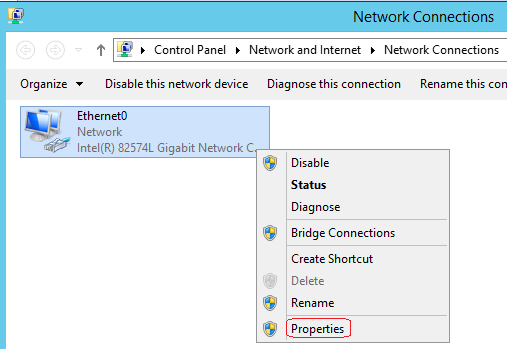 Network Connections
Control Panel Network and Internet Network Connections
Organize Disable this network device Diagnose this connection Rename this con
Ethernet0
Network
Intel(R) 82574L Gigabit Network C...
Disable
Status
Diagnose
Bridge Connections
Create Shortcut
Delete
Rename
Properties